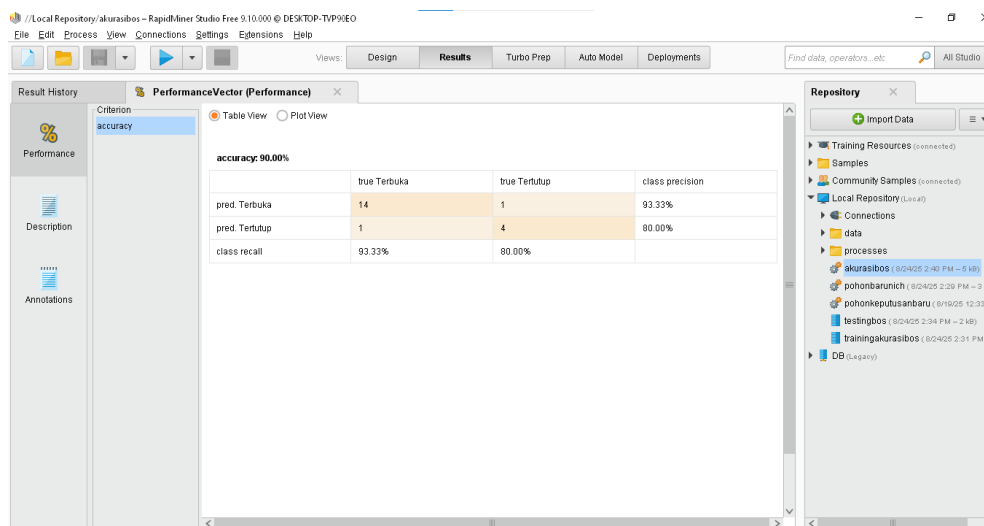 //Local Repository/akurasibos – RapidMiner Studio Free 9.10.000 @ DESKTOP-TVP90EO
File Edit Process View Connections Settings Extensions Help
Views: Design Results Turbo Prep Auto Model Deployments Find data, operators...etc All Studio
Result History PerformanceVector (Performance) Repository
Criterion
accuracy
Table View Plot View
Import Data
% Performance
Description
Annotations
accuracy: 90.00%
true Terbuka true Tertutup class precision
pred. Terbuka 14 1 93.33%
pred. Tertutup 1 4 80.00%
class recall 93.33% 80.00%
Training Resources (connected)
Samples
Community Samples (connected)
Local Repository (Local)
Connections
data
processes
akurasibos (8/24/25 2:40 PM – 5 kB)
pohonbarunich (8/24/25 2:29 PM – 3
pohonkeputusanbaru (8/19/25 12:33
testingbos (8/24/25 2:34 PM – 2 kB)
trainingakurasibos (8/24/25 2:31 PM
DB (Legacy)